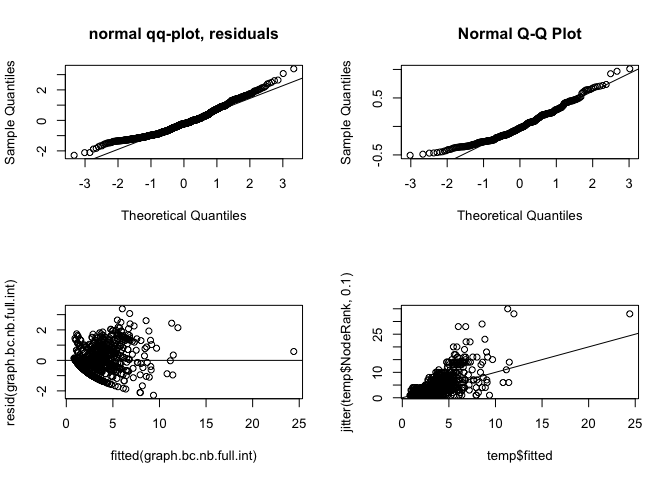 normal qq-plot, residuals
Sample Quantiles
-2 0 2
-3 -2 -1 0 1 2 3
Theoretical Quantiles
Normal Q-Q Plot
Sample Quantiles
-0.5 0.5
-3 -2 -1 0 1 2 3
Theoretical Quantiles
resid(graph.bc.nb.full.int)
-2 0 2
0 5 10 15 20 25
fitted(graph.bc.nb.full.int)
jitter(temp$NodeRank, 0.1)
0 10 25
0 5 10 15 20 25
temp$fitted